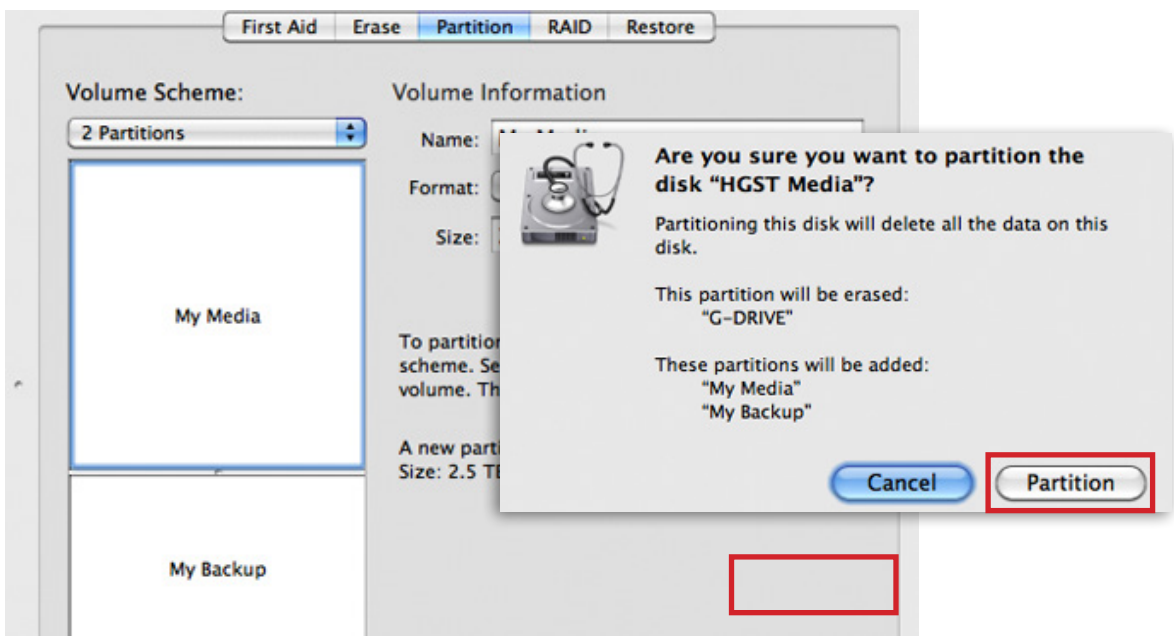 First Aid Erase Partition RAID Restore
Volume Scheme:
2 Partitions
My Media
My Backup
Volume Information
Name:
Format:
Size:
To partition
scheme. Se
volume. Th
A new parti
Size: 2.5 TB
Are you sure you want to partition the
disk “HGST Media”?
Partitioning this disk will delete all the data on this
disk.
This partition will be erased:
“G-DRIVE”
These partitions will be added:
“My Media”
“My Backup”
Cancel Partition